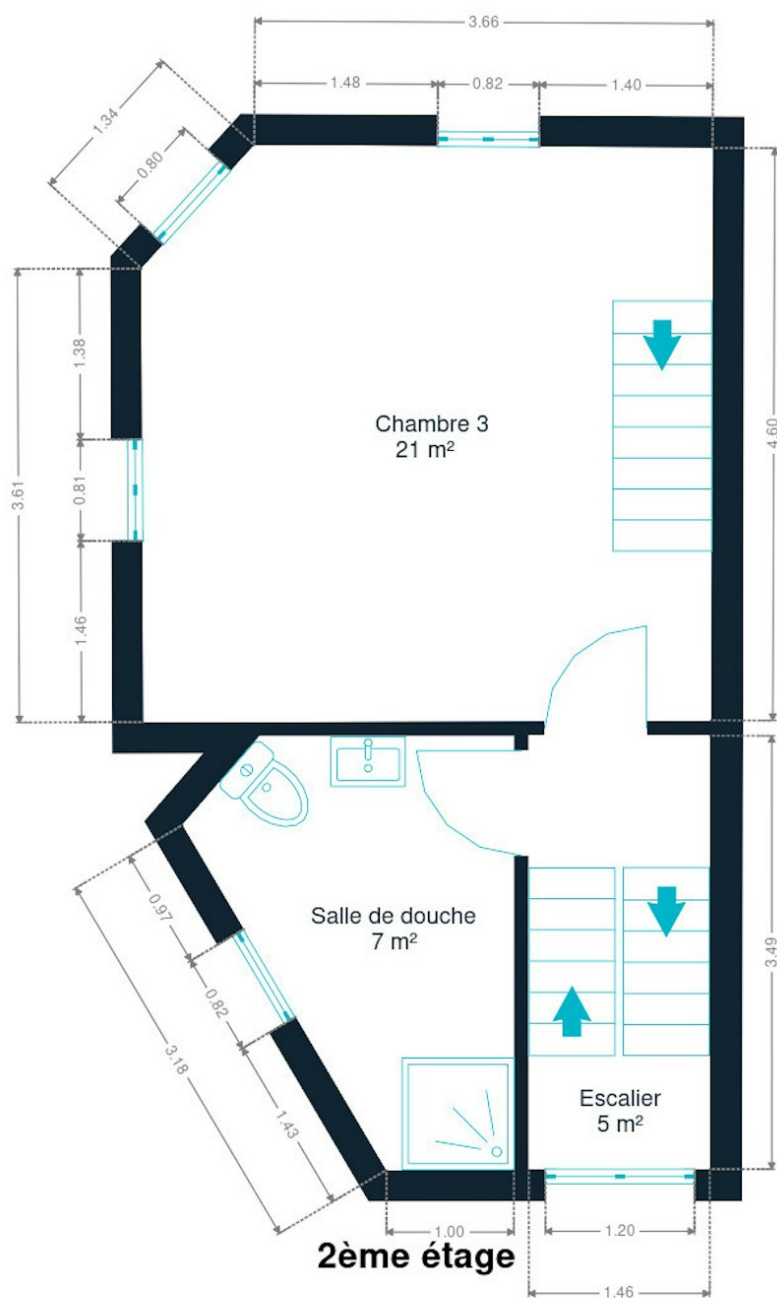 3.66
1.48
0.82
1.40
1.34
0.80
1.38
3.61
0.81
1.46
4.60
Chambre 3
21 m²
Salle de douche
7 m²
0.97
0.82
3.18
1.43
3.49
Escalier
5 m²
1.00
1.20
2ème étage
1.46